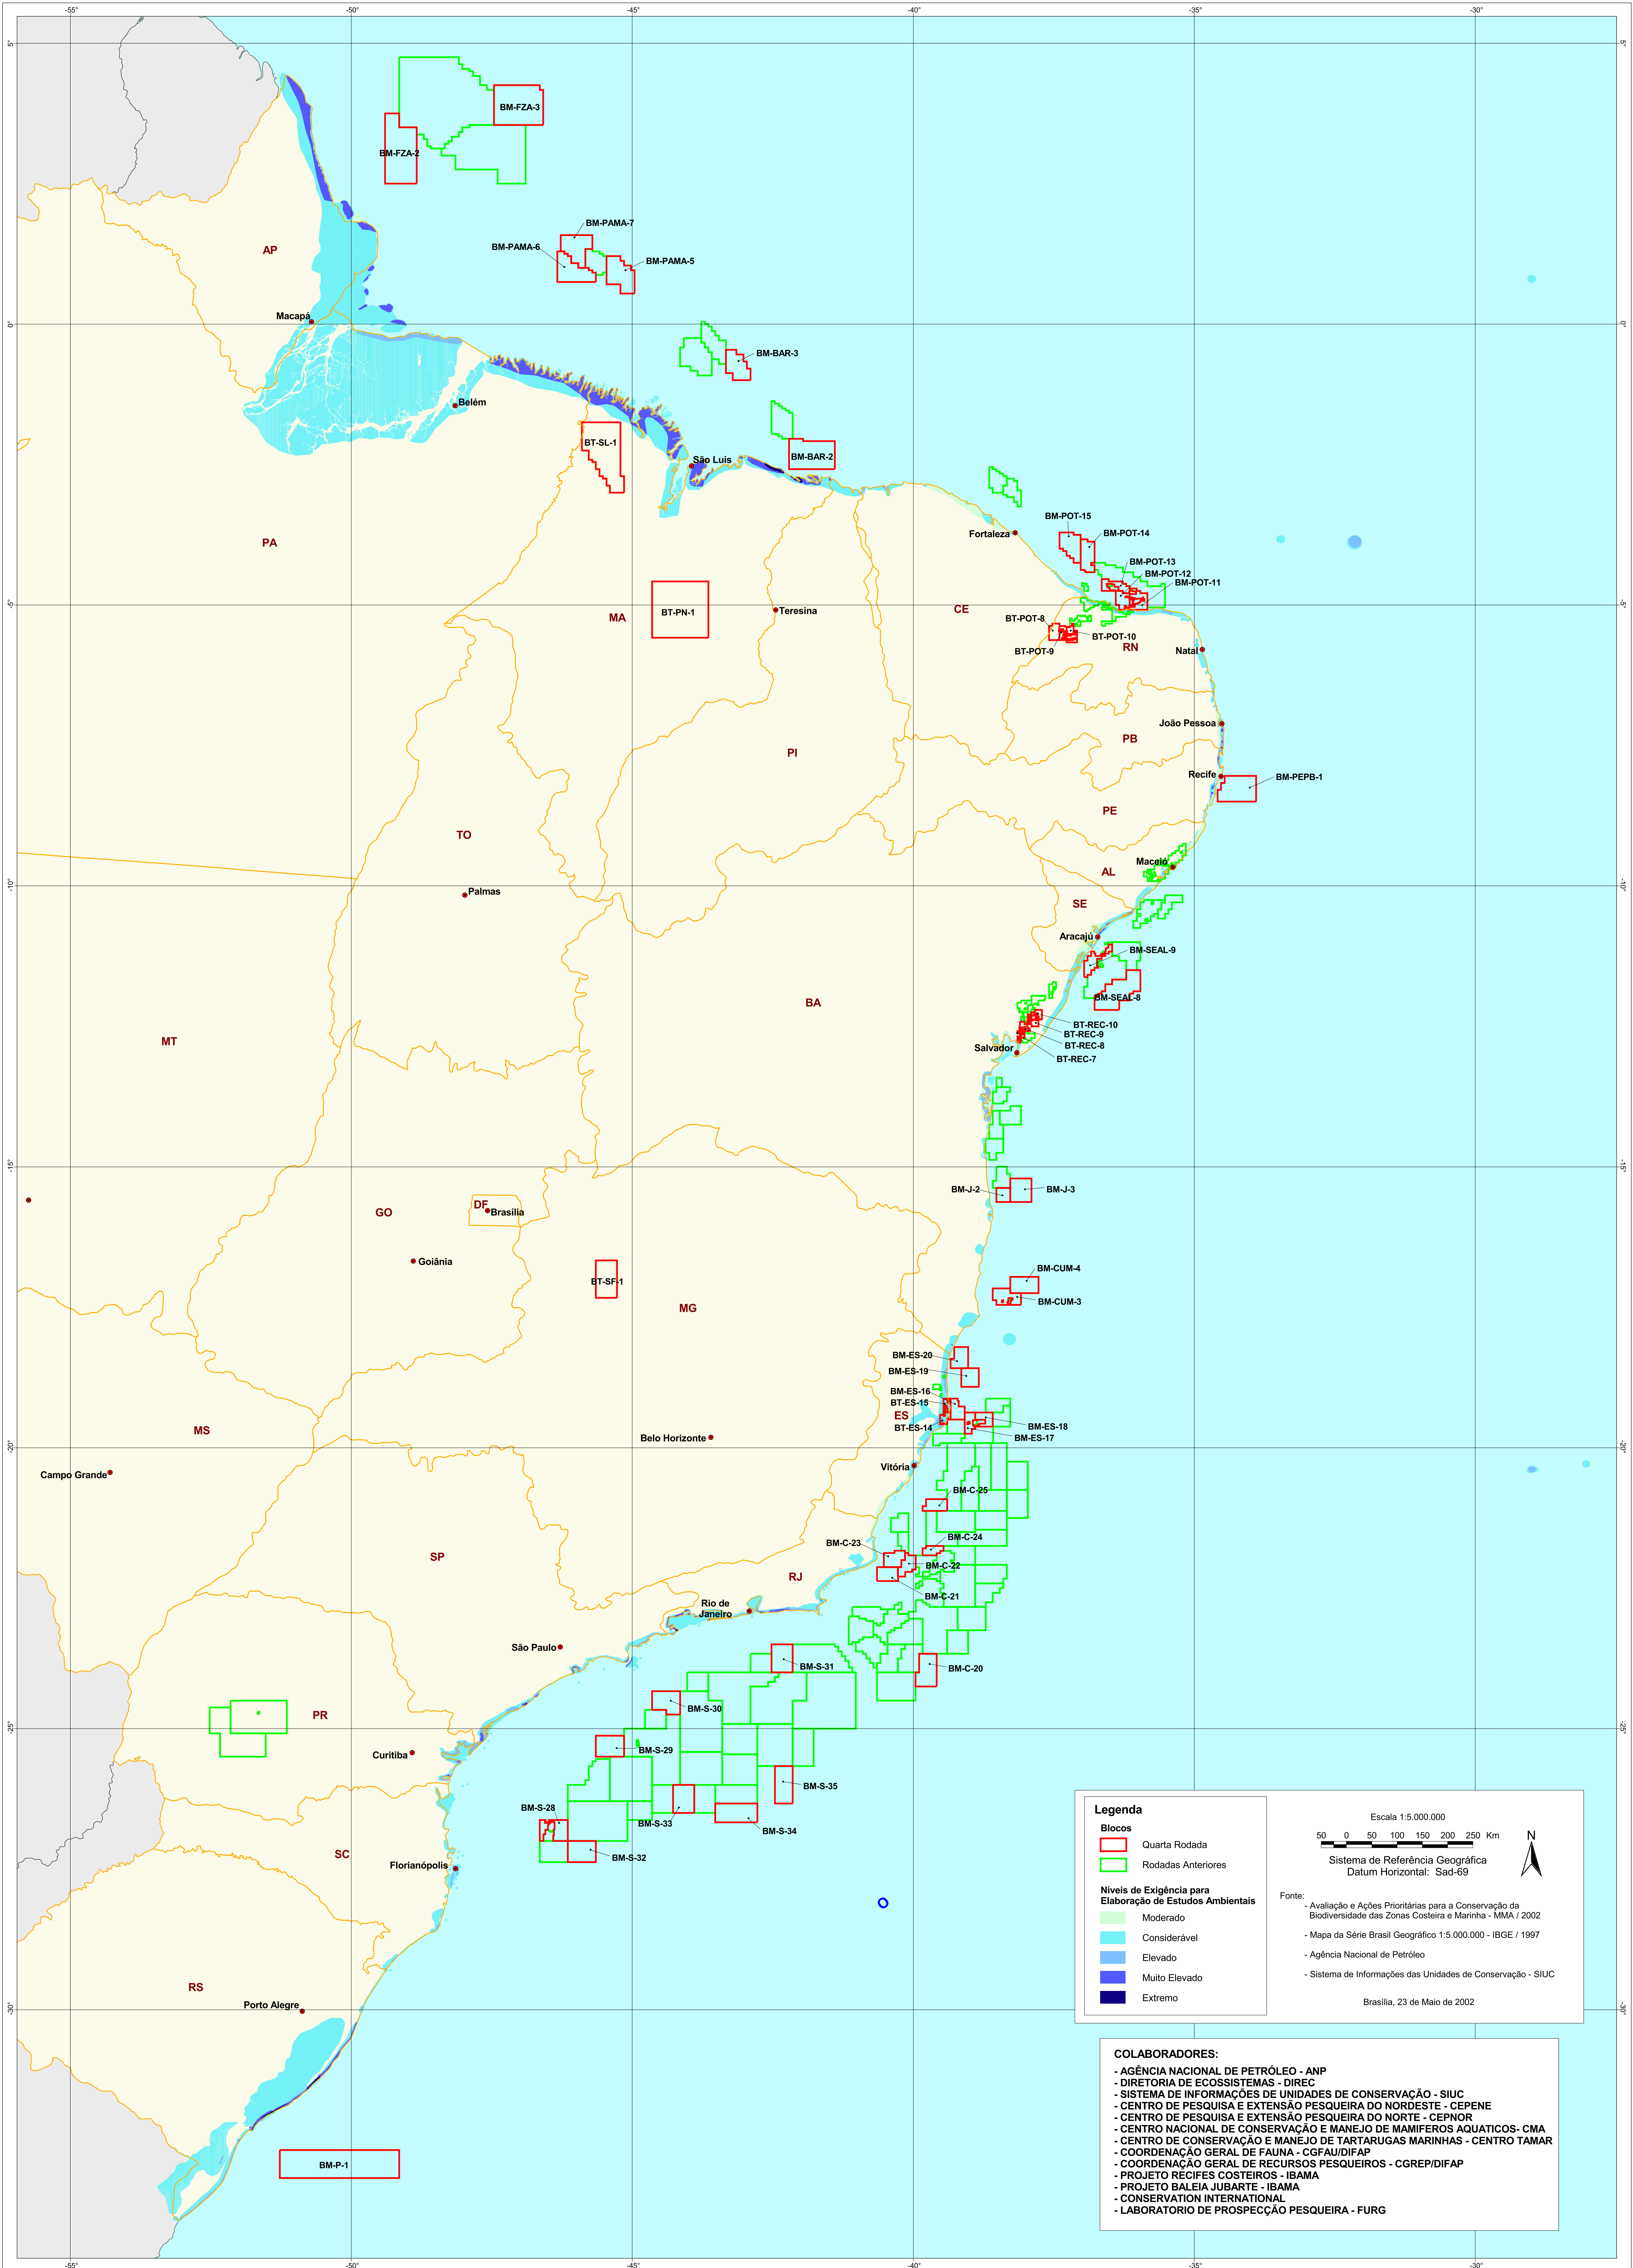 -55°
-50°
-45°
-40°
-35°
-30°
5°
5°
BM-FZA-3
BM-FZA-2
BM-PAMA-7
BM-PAMA-6
BM-PAMA-5
AP
Macapá
0°
0°
BM-BAR-3
Belém
BT-SL-1
São Luis
BM-BAR-2
BM-POT-15
Fortaleza
BM-POT-14
PA
BM-POT-13
BM-POT-12
BM-POT-11
-5°
-5°
MA
BT-PN-1
Teresina
CE
BT-POT-8
BT-POT-10
BT-POT-9
RN
Natal
João Pessoa
PB
PI
Recife
BM-PEPB-1
PE
TO
Maceió
AL
Palmas
-10°
-10°
SE
Aracajú
BM-SEAL-9
BM-SEAL-8
BA
MT
BT-REC-10
BT-REC-9
BT-REC-8
BT-REC-7
Salvador
-15°
-15°
BM-J-2
BM-J-3
GO
DF
Brasília
Goiânia
BT-SF-1
BM-CUM-4
BM-CUM-3
MG
BM-ES-20
BM-ES-19
BM-ES-16
BT-ES-15
ES
BT-ES-14
BM-ES-18
BM-ES-17
MS
Belo Horizonte
-20°
-20°
Vitória
Campo Grande
BM-C-25
BM-C-24
BM-C-23
BM-C-22
BM-C-21
SP
RJ
Rio de
Janeiro
São Paulo
BM-S-31
BM-C-20
BM-S-30
PR
-25°
-25°
Curitiba
BM-S-29
BM-S-35
BM-S-28
BM-S-33
BM-S-34
BM-S-32
SC
Florianópolis
RS
Porto Alegre
-30°
-30°
BM-P-1
Legenda
Blocos
Quarta Rodada
Rodadas Anteriores
Níveis de Exigência para
Elaboração de Estudos Ambientais
Moderado
Considerável
Elevado
Muito Elevado
Extremo
Escala 1:5.000.000
50 0 50 100 150 200 250 Km
N
Sistema de Referência Geográfica
Datum Horizontal: Sad-69
Fonte:
- Avaliação e Ações Prioritárias para a Conservação da
Biodiversidade das Zonas Costeira e Marinha - MMA / 2002
- Mapa da Série Brasil Geográfico 1:5.000.000 - IBGE / 1997
- Agência Nacional de Petróleo
- Sistema de Informações das Unidades de Conservação - SIUC
Brasília, 23 de Maio de 2002
COLABORADORES:
- AGÊNCIA NACIONAL DE PETRÓLEO - ANP
- DIRETORIA DE ECOSSISTEMAS - DIREC
- SISTEMA DE INFORMAÇÕES DE UNIDADES DE CONSERVAÇÃO - SIUC
- CENTRO DE PESQUISA E EXTENSÃO PESQUEIRA DO NORDESTE - CEPENE
- CENTRO DE PESQUISA E EXTENSÃO PESQUEIRA DO NORTE - CEPNOR
- CENTRO NACIONAL DE CONSERVAÇÃO E MANEJO DE MAMIFEROS AQUATICOS- CMA
- CENTRO DE CONSERVAÇÃO E MANEJO DE TARTARUGAS MARINHAS - CENTRO TAMAR
- COORDENAÇÃO GERAL DE FAUNA - CGFAU/DIFAP
- COORDENAÇÃO GERAL DE RECURSOS PESQUEIROS - CGREP/DIFAP
- PROJETO RECIFES COSTEIROS - IBAMA
- PROJETO BALEIA JUBARTE - IBAMA
- CONSERVATION INTERNATIONAL
- LABORATORIO DE PROSPECÇÃO PESQUEIRA - FURG
-55°
-50°
-45°
-40°
-35°
-30°